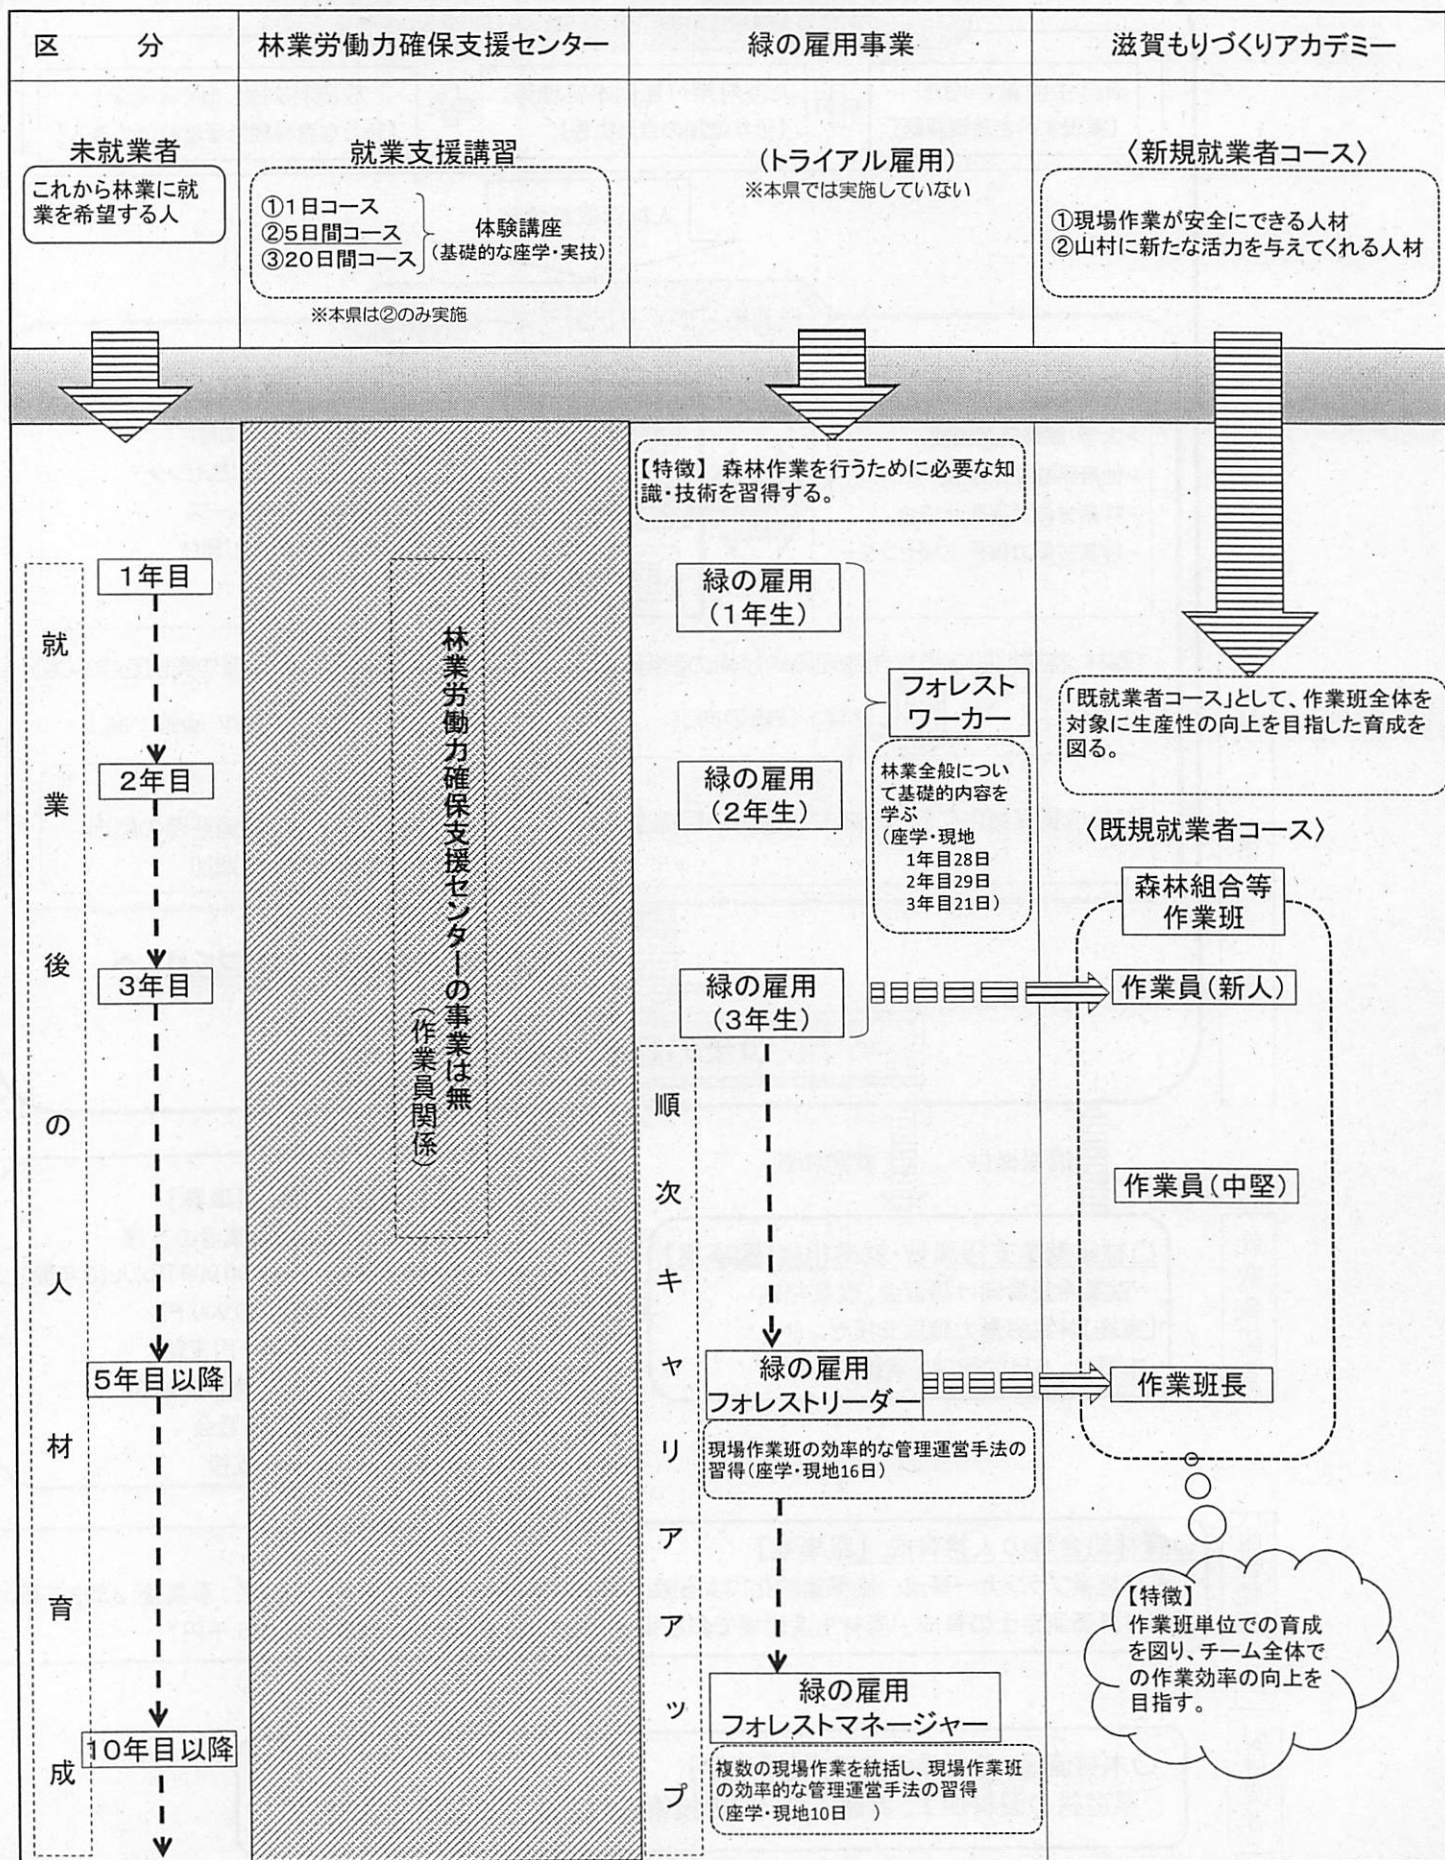 区　分
林業労働力確保支援センター
緑の雇用事業
滋賀もりづくりアカデミー
未就業者
これから林業に就
業を希望する人
就業支援講習
①1日コース
②5日間コース
③20日間コース
体験講座
(基礎的な座学・実技)
※本県は②のみ実施
(トライアル雇用)
※本県では実施していない
〈新規就業者コース〉
①現場作業が安全にできる人材
②山村に新たな活力を与えてくれる人材
就業後の人材育成
1年目
2年目
3年目
5年目以降
10年目以降
林業労働力確保支援センターの事業は無
(作業員関係)
【特徴】 森林作業を行うために必要な知
識・技術を習得する。
緑の雇用
(1年生)
フォレスト
ワーカー
緑の雇用
(2年生)
林業全般につい
て基礎的内容を
学ぶ
(座学・現地
1年目28日
2年目29日
3年目21日)
緑の雇用
(3年生)
順次キャリアアップ
緑の雇用
フォレストリーダー
現場作業班の効率的な管理運営手法の
習得(座学・現地16日)
緑の雇用
フォレストマネージャー
複数の現場作業を統括し、現場作業班
の効率的な管理運営手法の習得
(座学・現地10日　)
「既就業者コース」として、作業班全体を
対象に生産性の向上を目指した育成を
図る。
〈既規就業者コース〉
森林組合等
作業班
作業員(新人)
作業員(中堅)
作業班長
【特徴】
作業班単位での育成
を図り、チーム全体で
の作業効率の向上を
目指す。